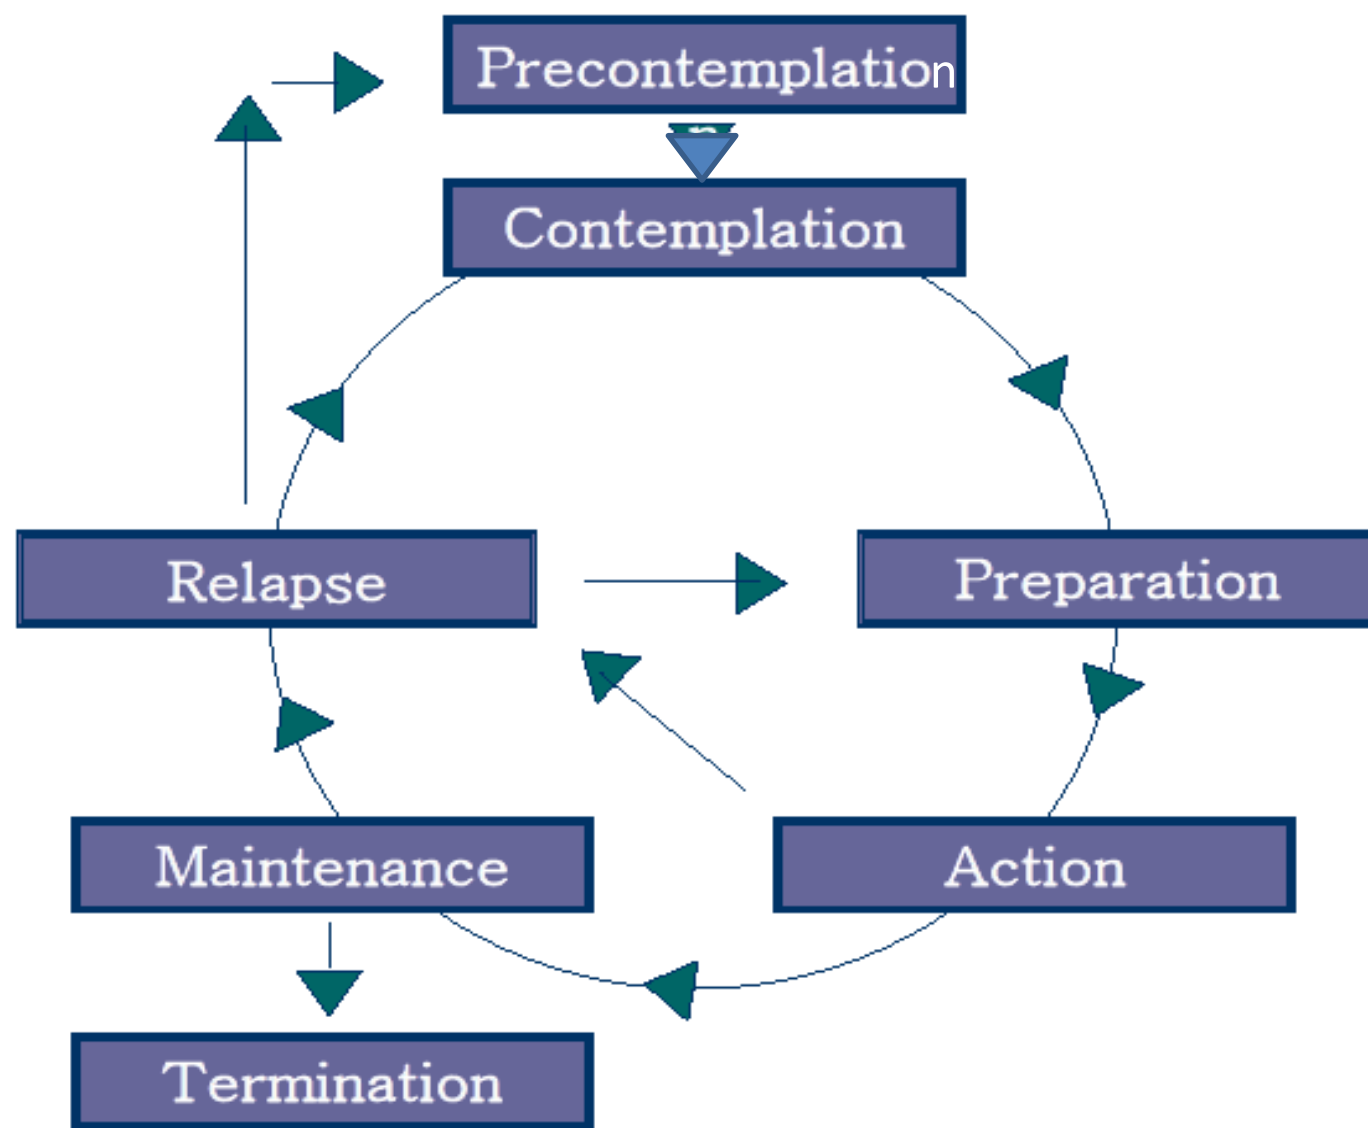 Precontemplation
n
Contemplation
Relapse
Preparation
Maintenance
Action
Termination